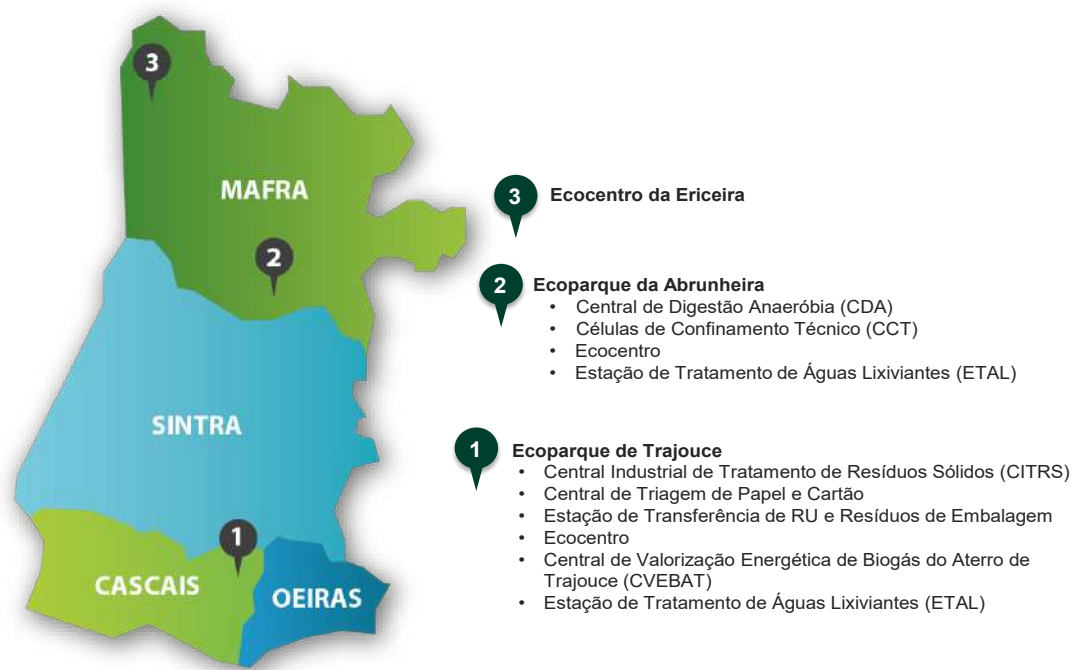 3
MAFRA
2
SINTRA
1
CASCAIS
OEIRAS
3 Ecocentro da Ericeira
2 Ecoparque da Abrunheira
• Central de Digestão Anaeróbia (CDA)
• Células de Confinamento Técnico (CCT)
• Ecocentro
• Estação de Tratamento de Águas Lixiviantes (ETAL)
1 Ecoparque de Trajouce
• Central Industrial de Tratamento de Resíduos Sólidos (CITRS)
• Central de Triagem de Papel e Cartão
• Estação de Transferência de RU e Resíduos de Embalagem
• Ecocentro
• Central de Valorização Energética de Biogás do Aterro de
Trajouce (CVEBAT)
• Estação de Tratamento de Águas Lixiviantes (ETAL)